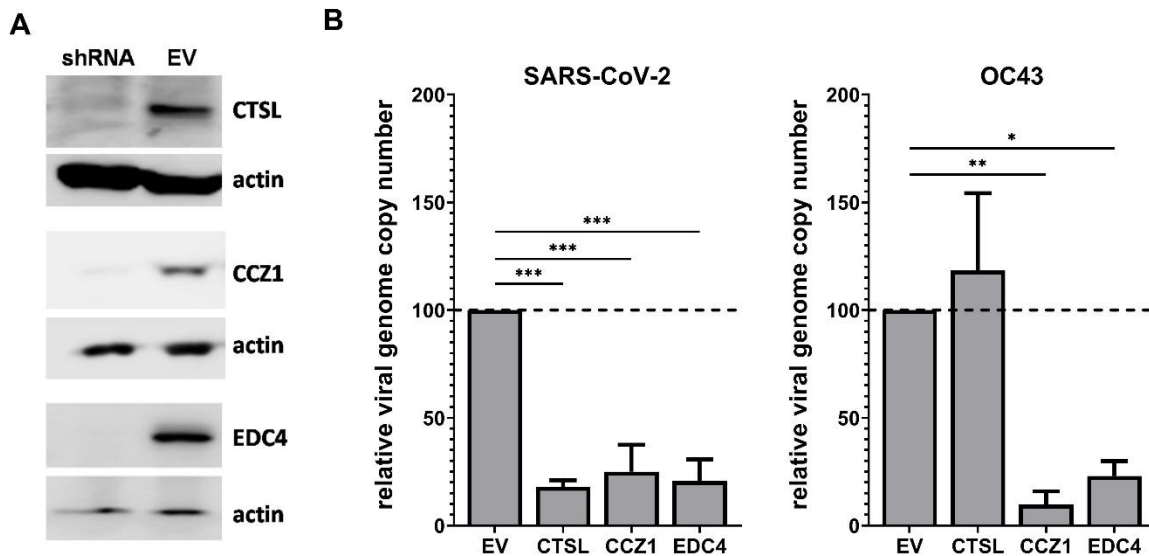 A
shRNA EV
CTSL
actin
CCZ1
actin
EDC4
actin
B
SARS-CoV-2
relative viral genome copy number
200
150
100
50
0
***
***
***
EV CTSL CCZ1 EDC4
OC43
relative viral genome copy number
200
150
100
50
0
*
**
EV CTSL CCZ1 EDC4